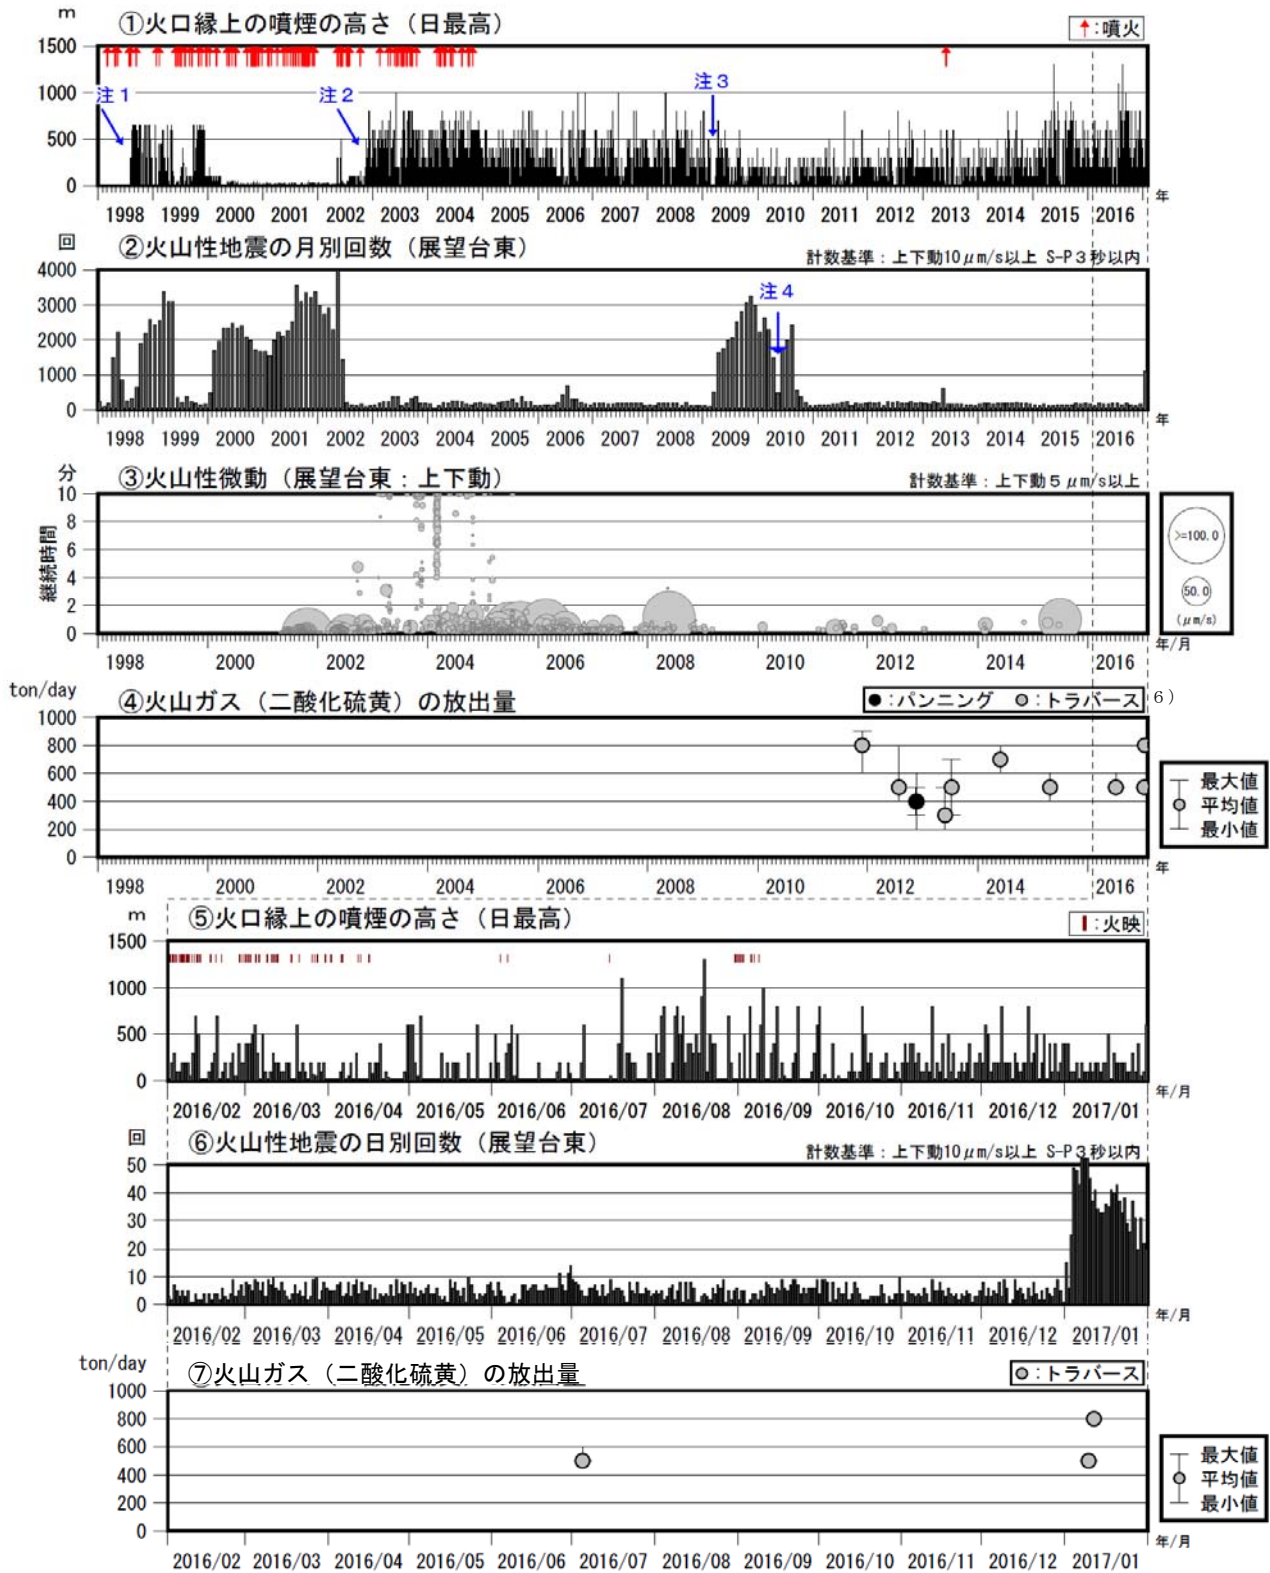 m ①火口縁上の噴煙の高さ（日最高） ↑:噴火
1500
1000
500
0
注１ 注２ 注３
1998 1999 2000 2001 2002 2003 2004 2005 2006 2007 2008 2009 2010 2011 2012 2013 2014 2015 2016 年
回 ②火山性地震の月別回数（展望台東） 計数基準：上下動10μm/s以上 S-P３秒以内
4000
3000
2000
1000
0
注４
1998 1999 2000 2001 2002 2003 2004 2005 2006 2007 2008 2009 2010 2011 2012 2013 2014 2015 2016 年
分 ③火山性微動（展望台東：上下動） 計数基準：上下動５μm/s以上
継続時間
10
8
6
4
2
0
>=100.0
50.0
(μm/s)
1998 2000 2002 2004 2006 2008 2010 2012 2014 2016 年/月
ton/day ④火山ガス（二酸化硫黄）の放出量 ●:パンニング ○:トラバース 6）
1000
800
600
400
200
0
最大値
平均値
最小値
1998 2000 2002 2004 2006 2008 2010 2012 2014 2016 年
m ⑤火口縁上の噴煙の高さ（日最高） ┃:火映
1500
1000
500
0
2016/02 2016/03 2016/04 2016/05 2016/06 2016/07 2016/08 2016/09 2016/10 2016/11 2016/12 2017/01 年/月
回 ⑥火山性地震の日別回数（展望台東） 計数基準：上下動10μm/s以上 S-P３秒以内
50
40
30
20
10
0
2016/02 2016/03 2016/04 2016/05 2016/06 2016/07 2016/08 2016/09 2016/10 2016/11 2016/12 2017/01 年/月
ton/day ⑦火山ガス（二酸化硫黄）の放出量 ○:トラバース
1000
800
600
400
200
0
最大値
平均値
最小値
2016/02 2016/03 2016/04 2016/05 2016/06 2016/07 2016/08 2016/09 2016/10 2016/11 2016/12 2017/01 年/月